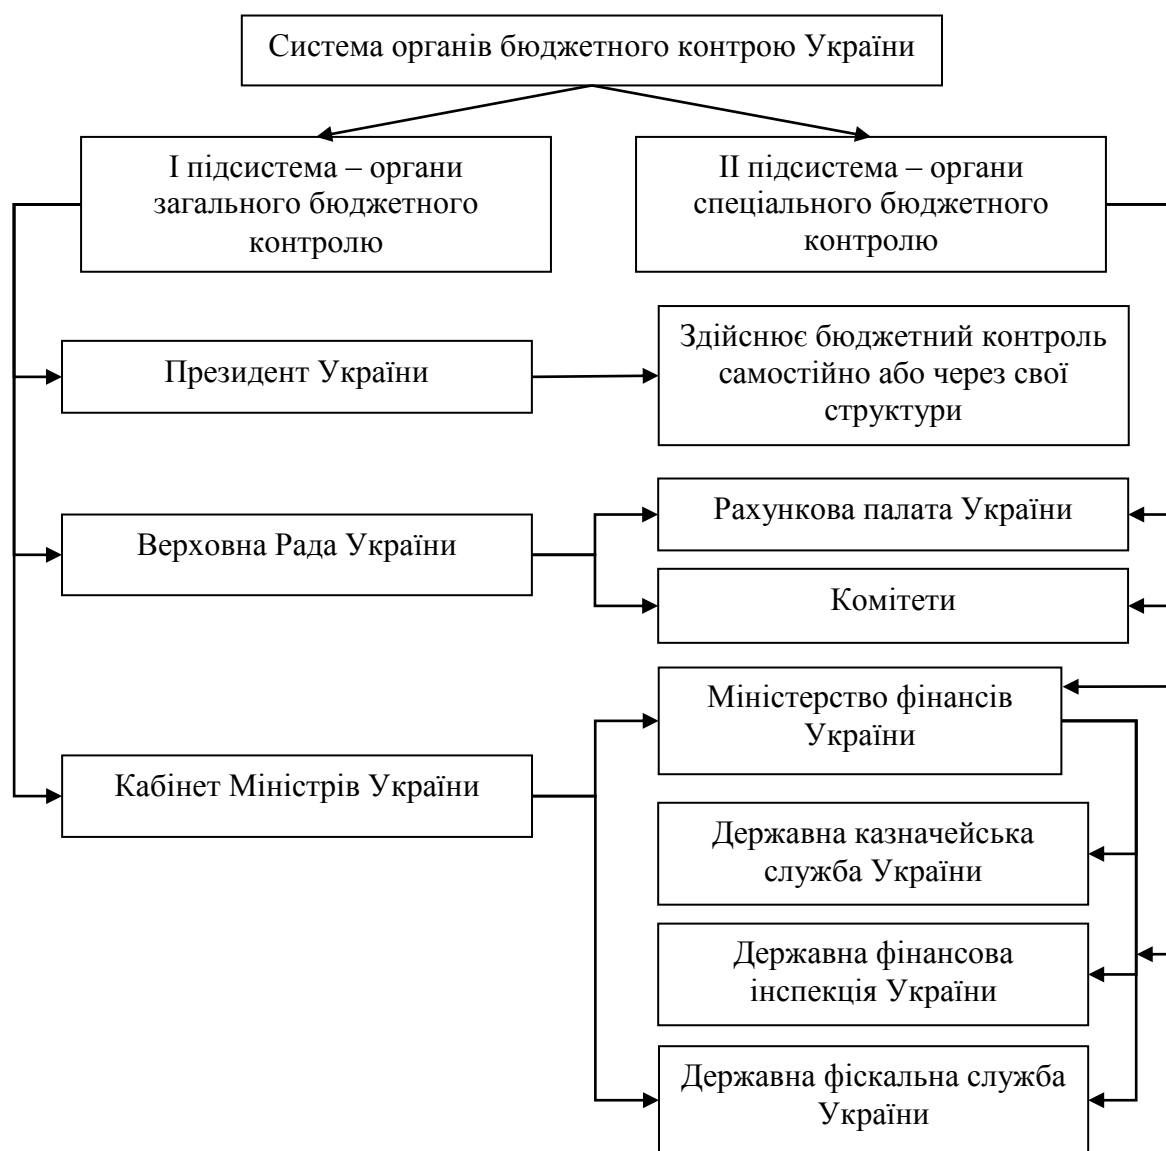 Система органів бюджетного контрою України
І підсистема – органи
загального бюджетного
контролю
ІІ підсистема – органи
спеціального бюджетного
контролю
Президент України
Здійснює бюджетний контроль
самостійно або через свої
структури
Верховна Рада України
Рахункова палата України
Комітети
Кабінет Міністрів України
Міністерство фінансів
України
Державна казначейська
служба України
Державна фінансова
інспекція України
Державна фіскальна служба
України